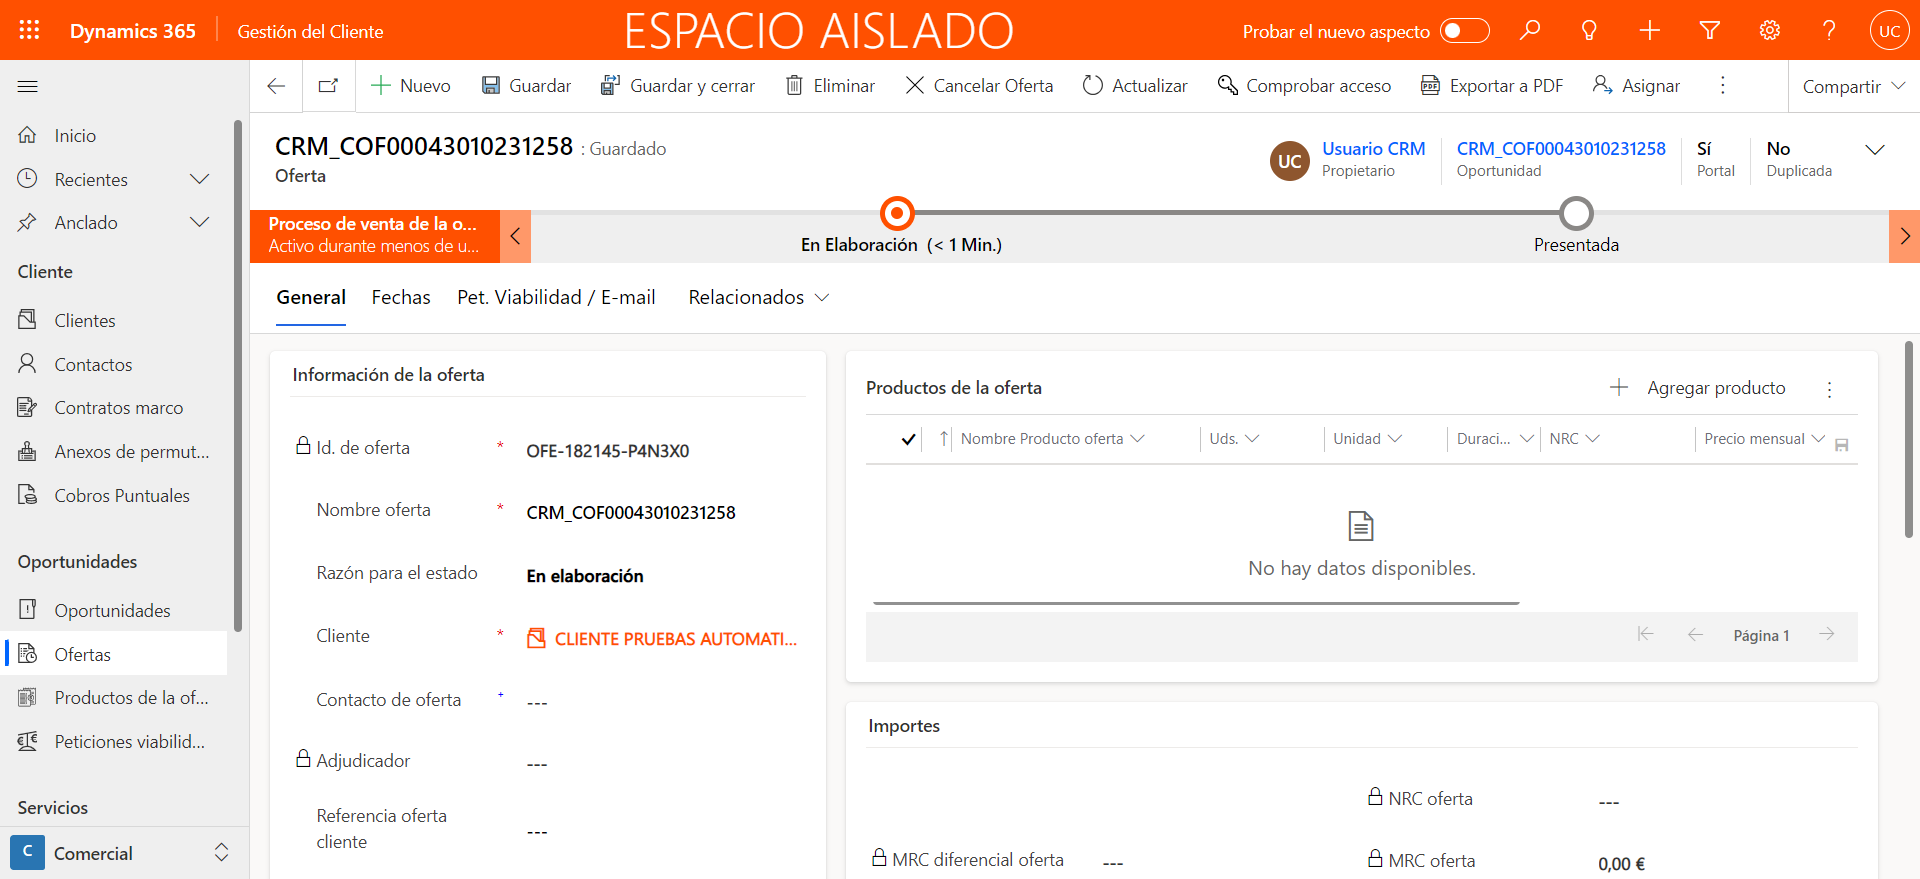 Dynamics 365
Gestión del Cliente
ESPACIO AISLADO
Probar el nuevo aspecto
UC
Nuevo
Guardar
Guardar y cerrar
Eliminar
Cancelar Oferta
Actualizar
Comprobar acceso
PDF
Exportar a PDF
Asignar
Compartir
Inicio
Recientes
Anclado
Cliente
Clientes
Contactos
Contratos marco
Anexos de permut...
Cobros Puntuales
Oportunidades
Oportunidades
Ofertas
Productos de la of...
Peticiones viabilid...
Servicios
C
Comercial
CRM_COF00043010231258 : Guardado
Oferta
UC
Usuario CRM
Propietario
CRM_COF00043010231258
Oportunidad
Sí
Portal
No
Duplicada
Proceso de venta de la o...
Activo durante menos de u...
En Elaboración (< 1 Min.)
Presentada
General
Fechas
Pet. Viabilidad / E-mail
Relacionados
Información de la oferta
Id. de oferta * OFE-182145-P4N3X0
Nombre oferta * CRM_COF00043010231258
Razón para el estado En elaboración
Cliente * CLIENTE PRUEBAS AUTOMATI...
Contacto de oferta + ---
Adjudicador ---
Referencia oferta
cliente
---
Productos de la oferta
Agregar producto
Nombre Producto oferta
Uds.
Unidad
Duraci...
NRC
Precio mensual
No hay datos disponibles.
Página 1
Importes
NRC oferta ---
MRC diferencial oferta ---
MRC oferta 0,00 €